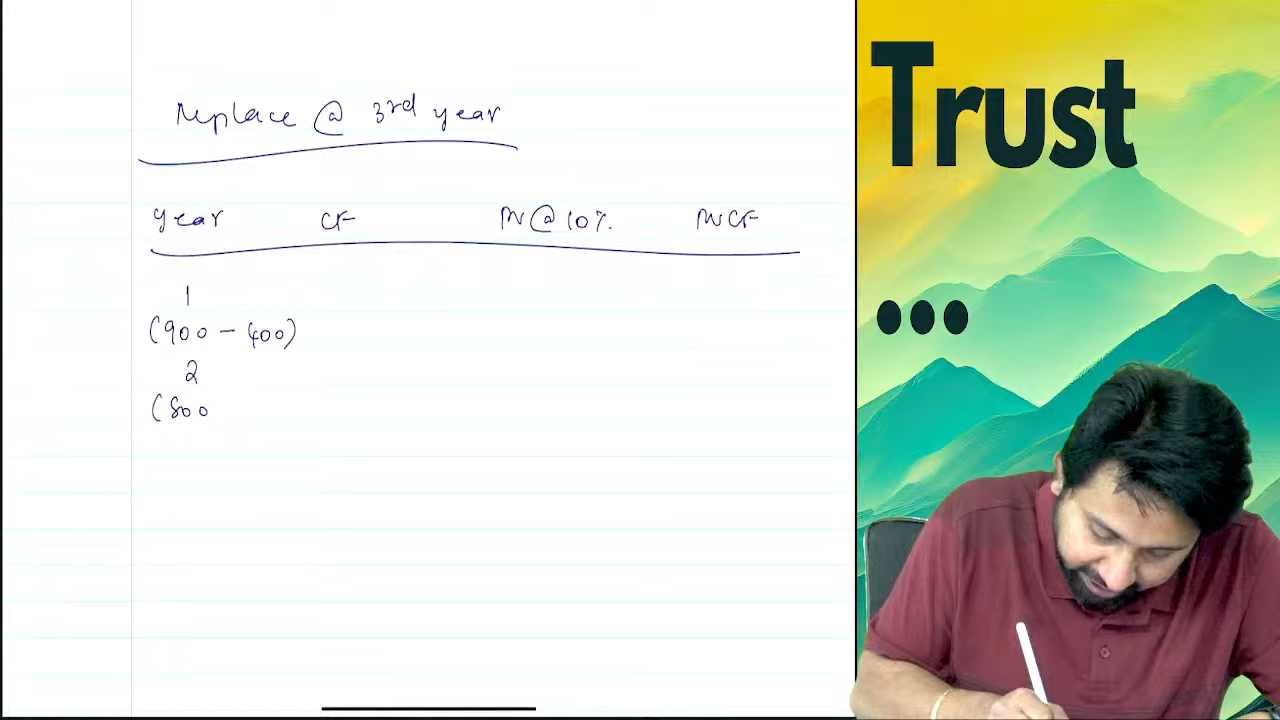 Replace @ 3rd year
year CF PV@10% PVCF
1
(900 - 400)
2
(800
Trust
...